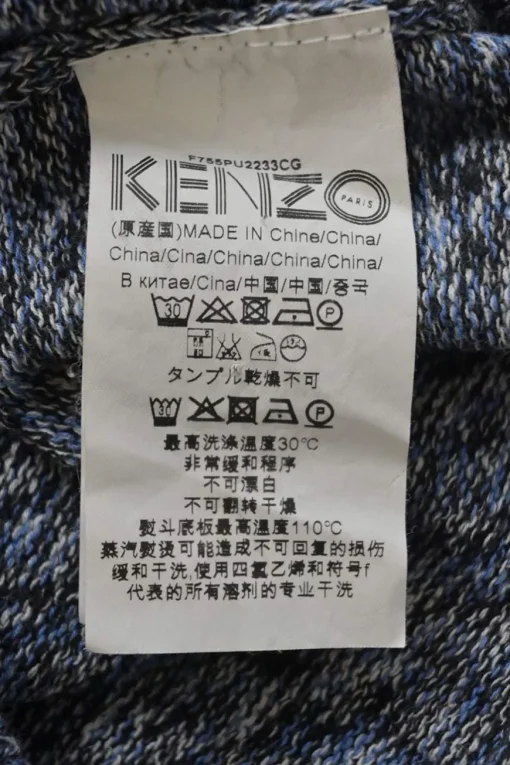 F755PU2233CG
KENZO
PARIS
(原産国)MADE IN Chine/China/
China/Cina/China/China/China/
В китае/Cina/中国/中国/중국
30
P
タンブル乾燥不可
30
P
最高洗涤温度30℃
非常缓和程序
不可漂白
不可翻转干燥
熨斗底板最高温度110℃
蒸汽熨烫可能造成不可回复的损伤
缓和干洗,使用四氯乙烯和符号f
代表的所有溶剂的专业干洗